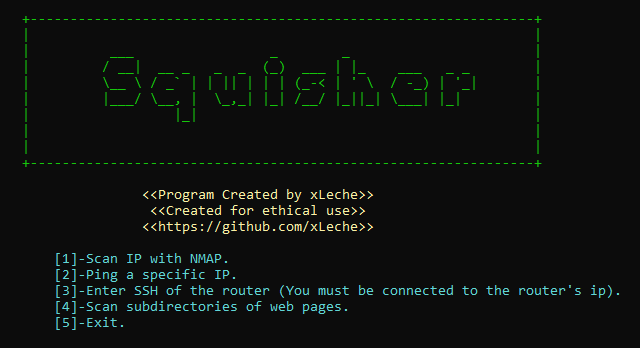 Squisher
<<Program Created by xLeche>>
<<Created for ethical use>>
<<https://github.com/xLeche>>
[1]-Scan IP with NMAP.
[2]-Ping a specific IP.
[3]-Enter SSH of the router (You must be connected to the router's ip).
[4]-Scan subdirectories of web pages.
[5]-Exit.